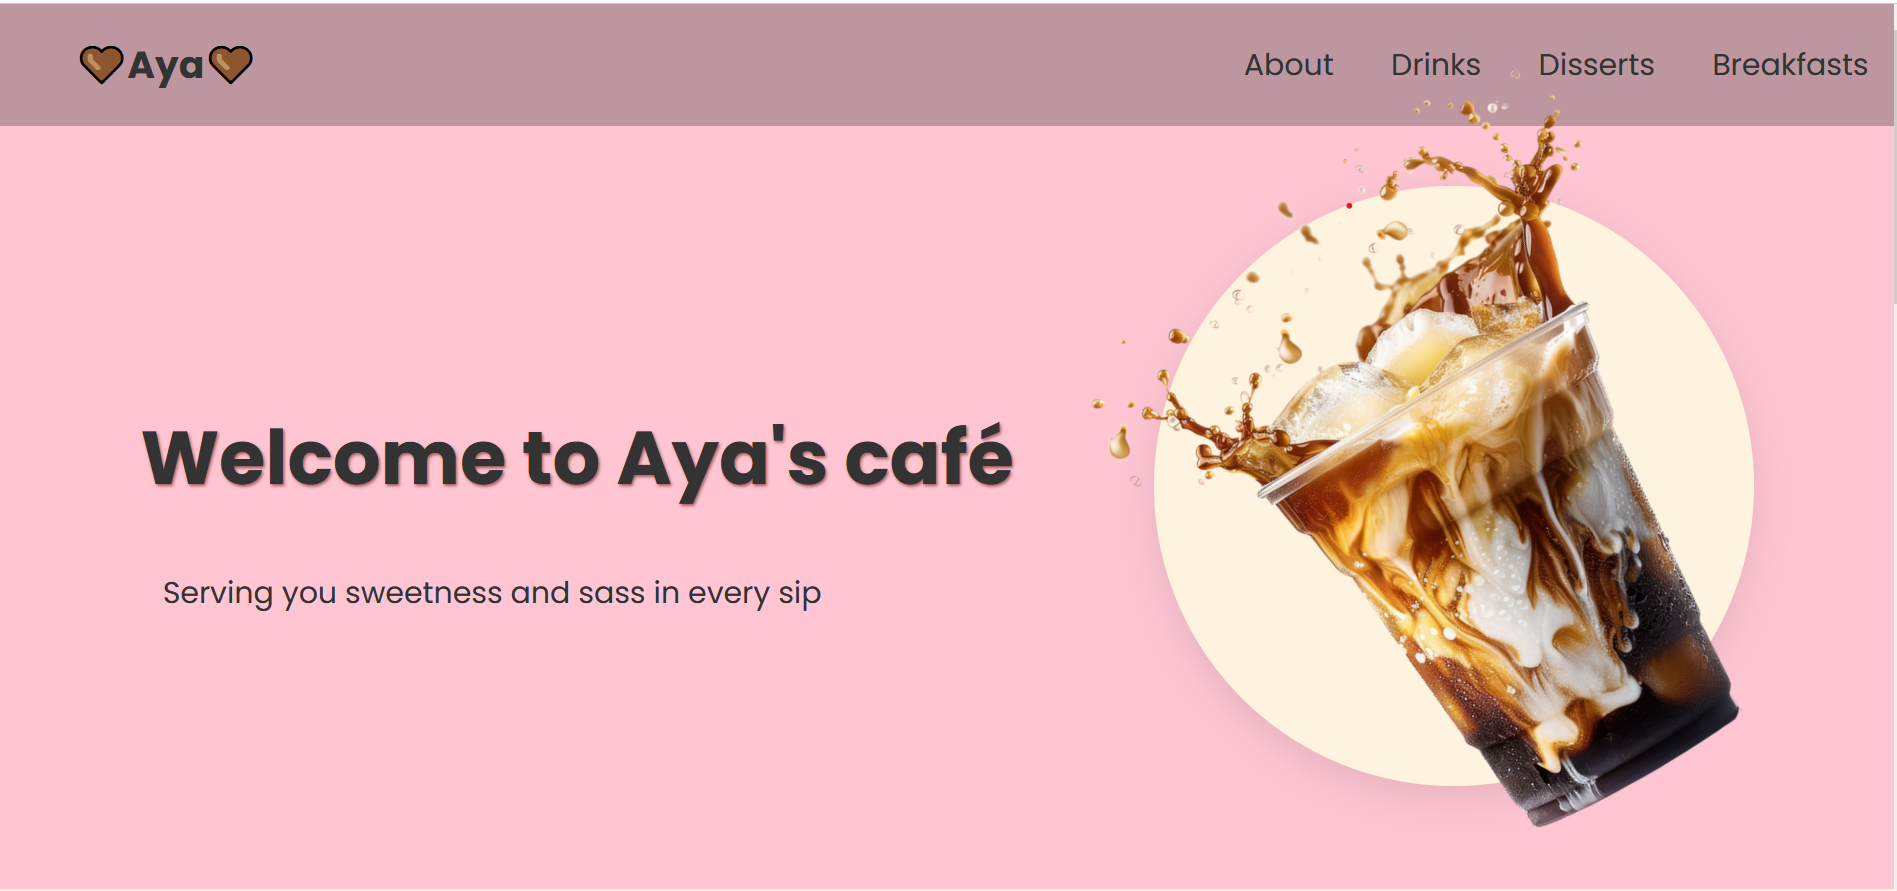 🤎Aya🤎
About Drinks Disserts Breakfasts
Welcome to Aya's café
Serving you sweetness and sass in every sip